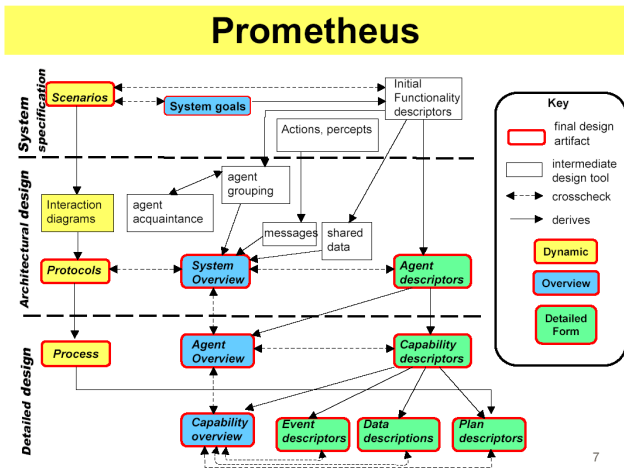 Prometheus
System
specification
Scenarios
System goals
Initial
Functionality
descriptors
Actions, percepts
Key
final design
artifact
intermediate
design tool
crosscheck
derives
Dynamic
Overview
Detailed
Form
Architectural design
agent
grouping
Interaction
diagrams
agent
acquaintance
messages
shared
data
Protocols
System
Overview
Agent
descriptors
Detailed design
Process
Agent
Overview
Capability
descriptors
Capability
overview
Event
descriptors
Data
descriptions
Plan
descriptors
7